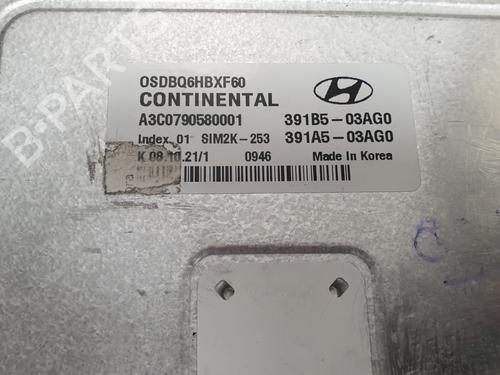 OSDBQ6HBXF60
CONTINENTAL
A3C0790580001 391B5-03AG0
Index 01 SIM2K-253 391A5-03AG0
K 08.10.21/1 0946 Made in Korea
B-PARTS